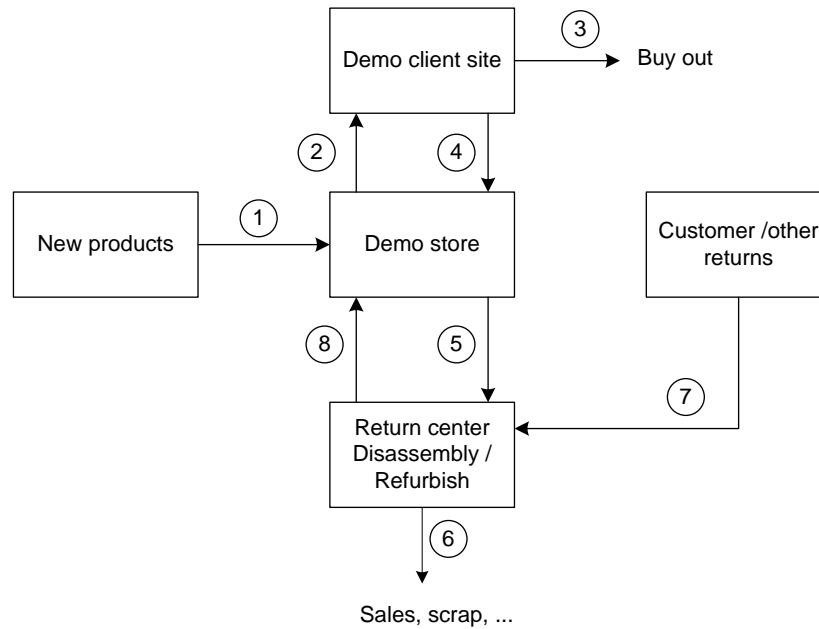 3
Demo client site
Buy out
2
4
1
New products
Demo store
Customer /other
returns
8
5
7
Return center
Disassembly /
Refurbish
6
Sales, scrap, ...